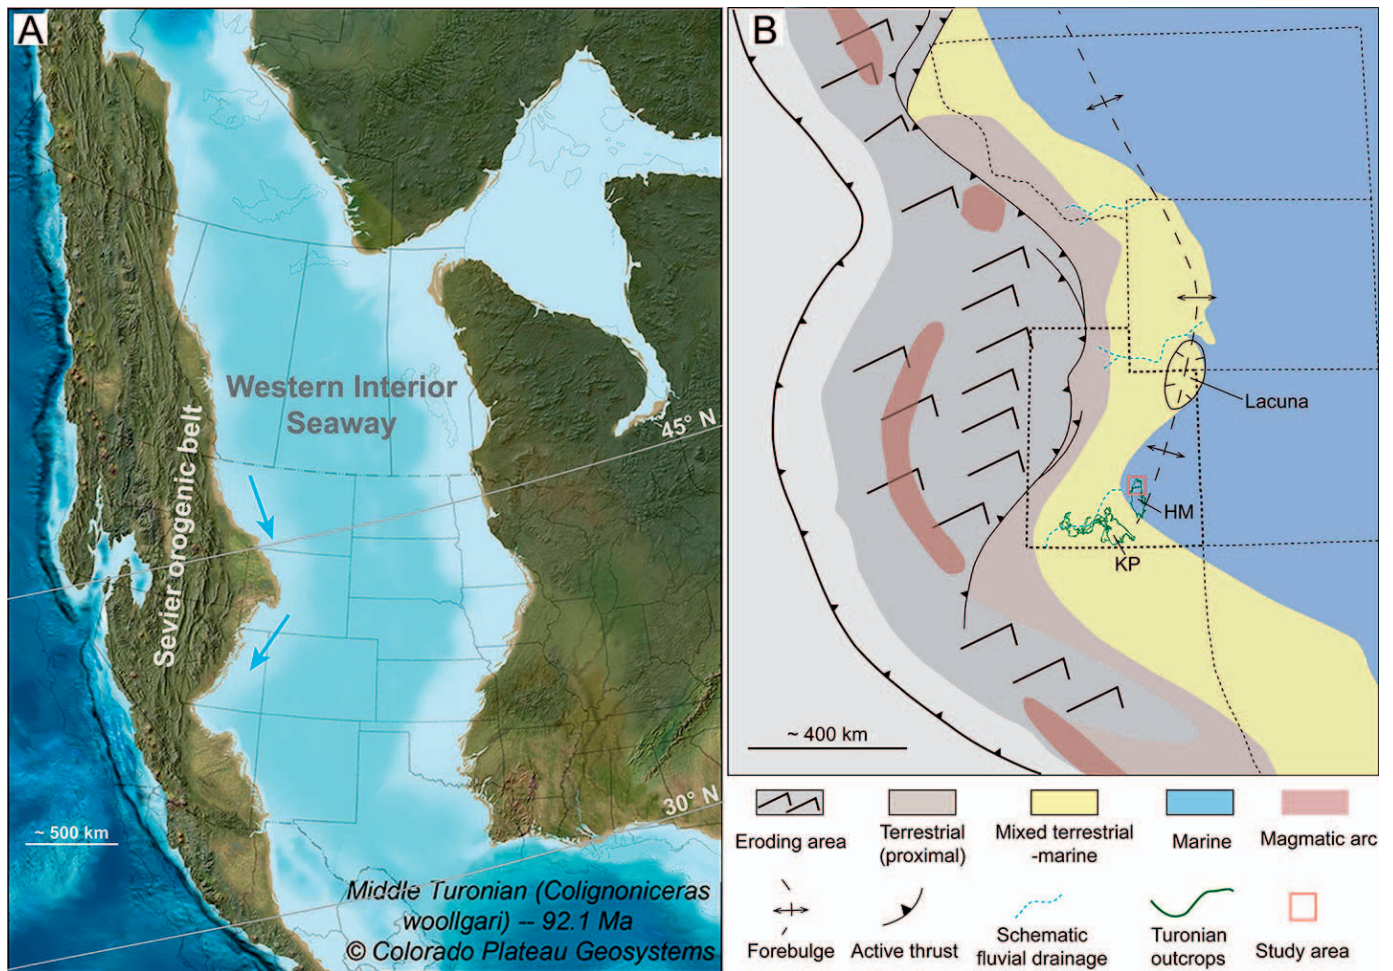 A
Western Interior
Seaway
Sevier orogenic belt
45° N
30° N
~ 500 km
Middle Turonian (Colignoniceras
woollgari) -- 92.1 Ma
© Colorado Plateau Geosystems
B
Lacuna
HM
KP
~ 400 km
Eroding area
Terrestrial
(proximal)
Mixed terrestrial
-marine
Marine
Magmatic arc
Forebulge
Active thrust
Schematic
fluvial drainage
Turonian
outcrops
Study area